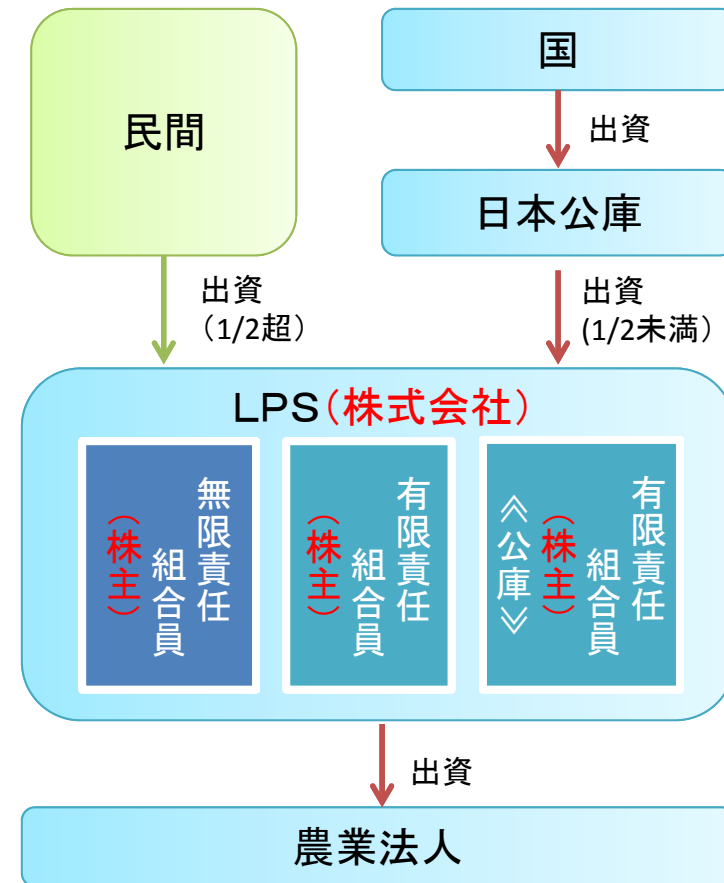 民間
国
出資
日本公庫
出資
（1/2超）
出資
(1/2未満）
LPS（株式会社）
無限責任
組合員
（株主）
有限責任
組合員
（株主）
有限責任
組合員
（株主）
≪公庫≫
出資
農業法人